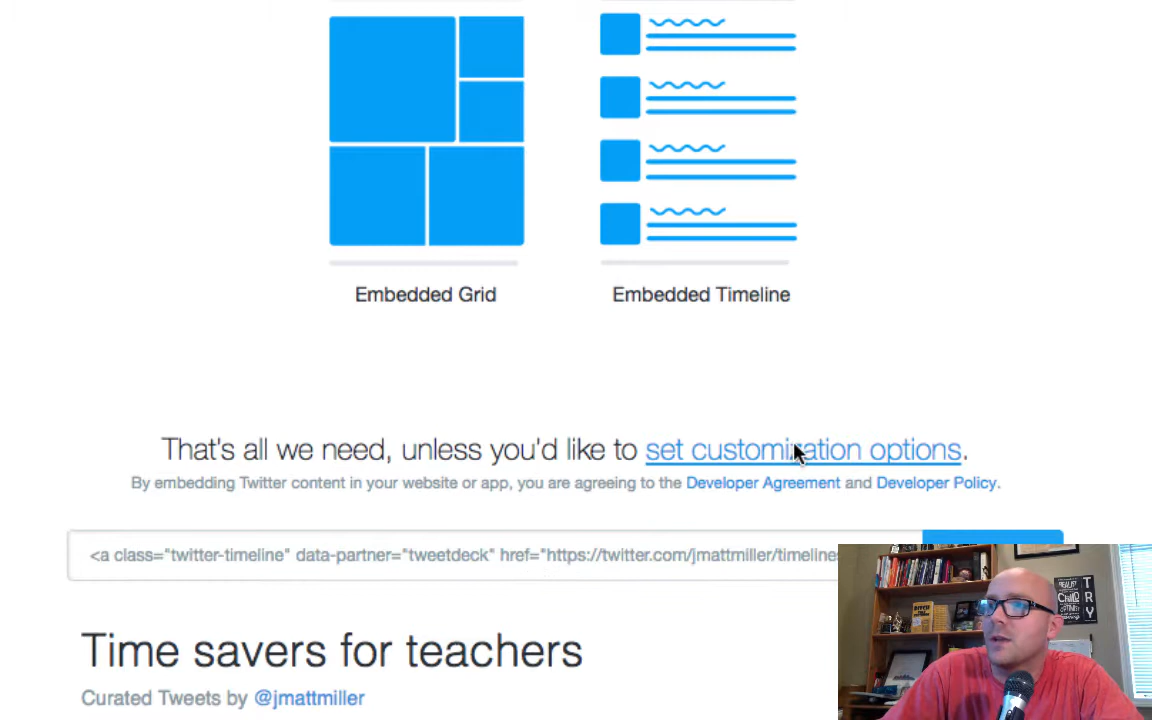 Embedded Grid
Embedded Timeline
That's all we need, unless you'd like to set customization options.
By embedding Twitter content in your website or app, you are agreeing to the Developer Agreement and Developer Policy.
<a class="twitter-timeline" data-partner="tweetdeck" href="https://twitter.com/jmattmiller/timelines
Time savers for teachers
Curated Tweets by @jmattmiller
TRY